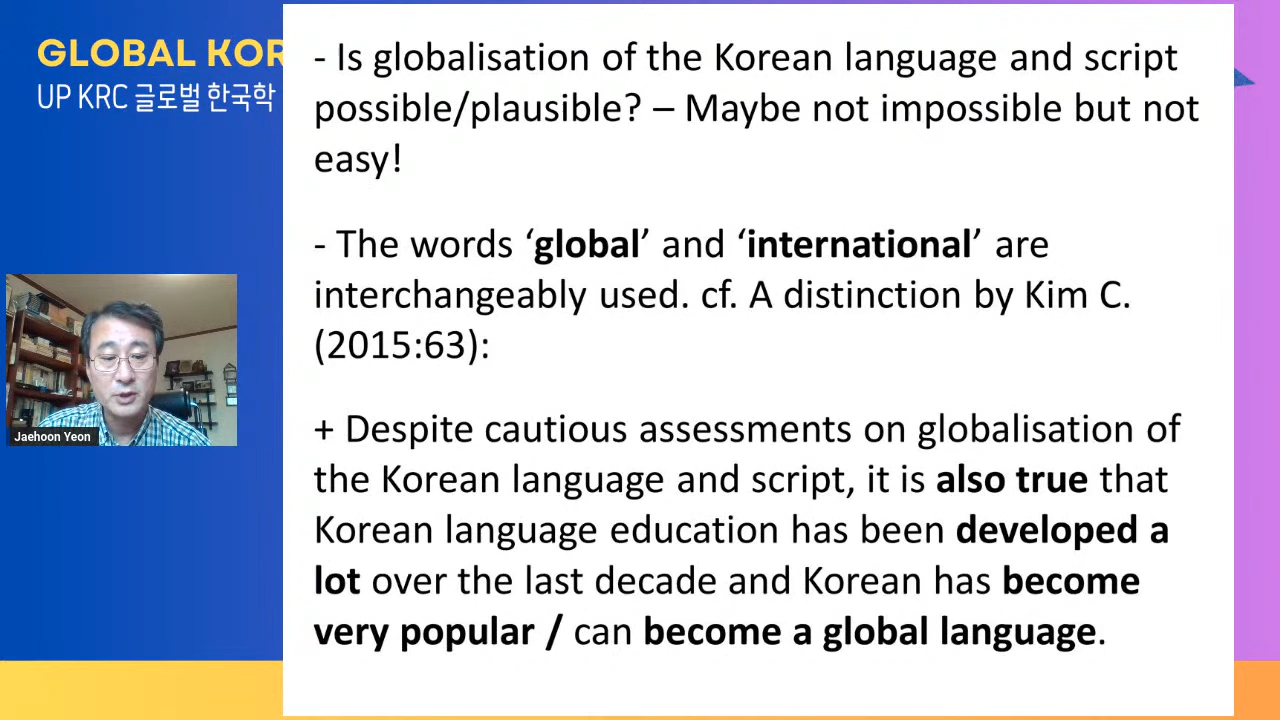 GLOBAL KOR
UP KRC 글로벌 한국학
- Is globalisation of the Korean language and script
possible/plausible? – Maybe not impossible but not
easy!
- The words ‘global’ and ‘international’ are
interchangeably used. cf. A distinction by Kim C.
(2015:63):
+ Despite cautious assessments on globalisation of
the Korean language and script, it is also true that
Korean language education has been developed a
lot over the last decade and Korean has become
very popular / can become a global language.
Jaehoon Yeon